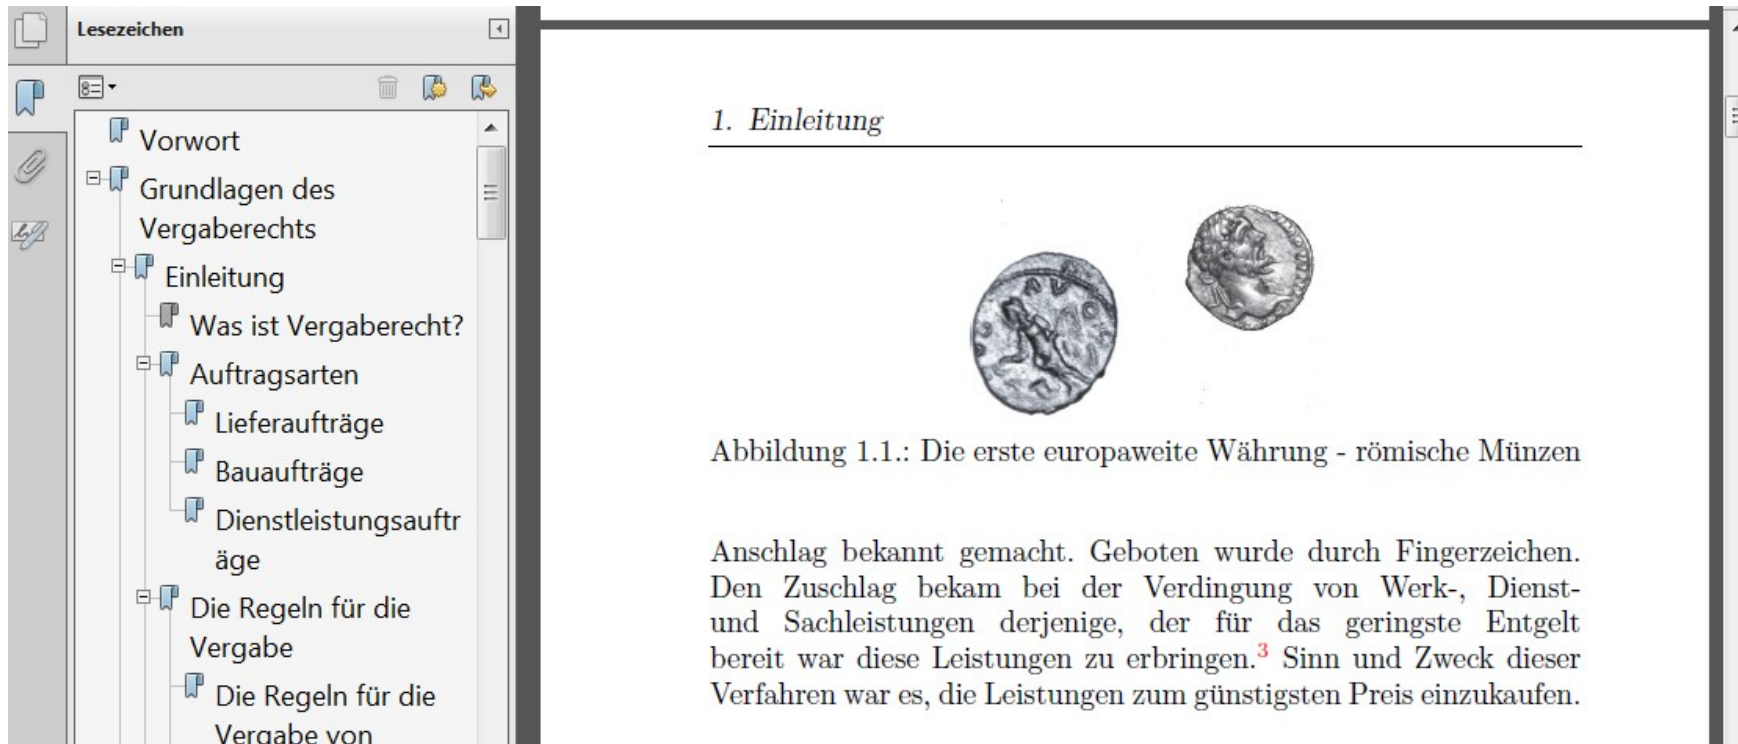 Lesezeichen
Vorwort
Grundlagen des
Vergaberechts
Einleitung
Was ist Vergaberecht?
Auftragsarten
Lieferaufträge
Bauaufträge
Dienstleistungsauftr
äge
Die Regeln für die
Vergabe
Die Regeln für die
Vergabe von
1. Einleitung
Abbildung 1.1.: Die erste europaweite Währung - römische Münzen
Anschlag bekannt gemacht. Geboten wurde durch Fingerzeichen.
Den Zuschlag bekam bei der Verdingung von Werk-, Dienst-
und Sachleistungen derjenige, der für das geringste Entgelt
bereit war diese Leistungen zu erbringen.3 Sinn und Zweck dieser
Verfahren war es, die Leistungen zum günstigsten Preis einzukaufen.